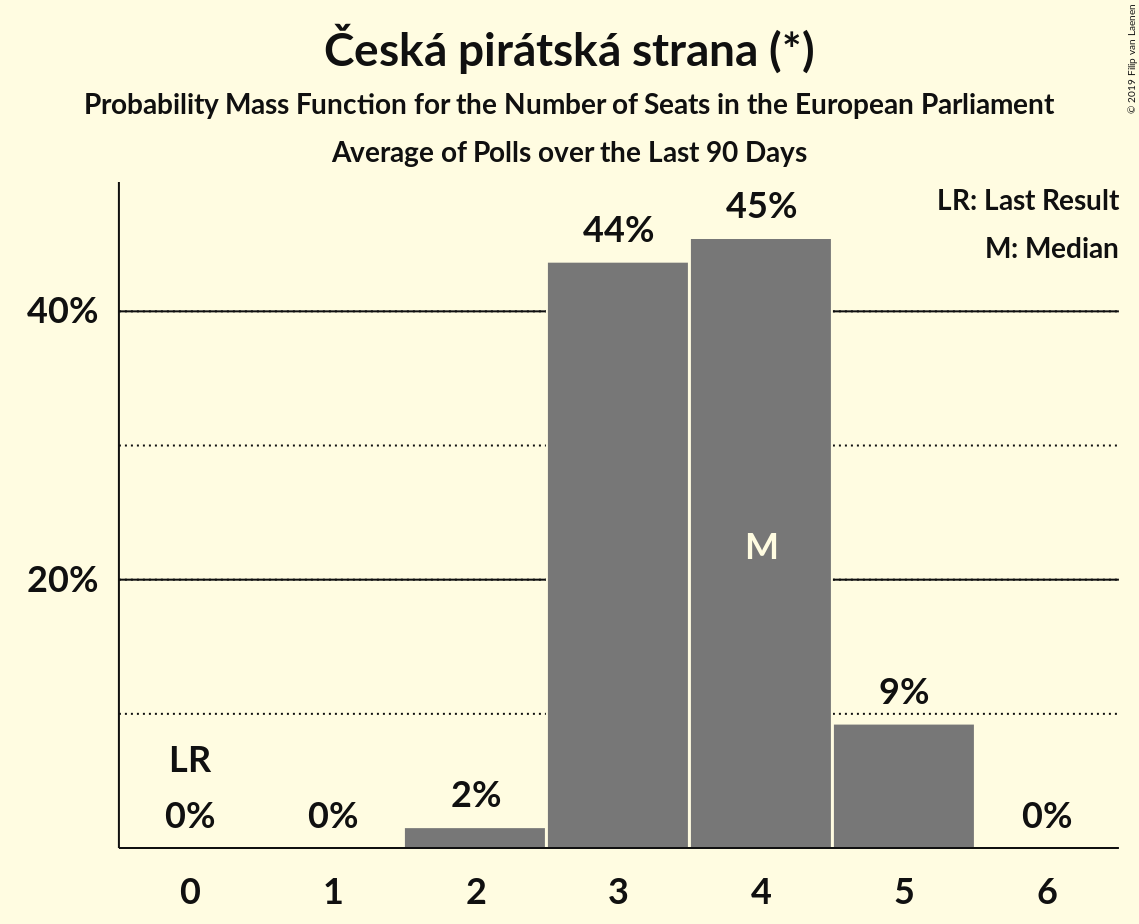 Česká pirátská strana (*)
Probability Mass Function for the Number of Seats in the European Parliament
Average of Polls over the Last 90 Days
© 2019 Filip van Laenen
LR: Last Result
M: Median
45%
44%
40%
M
20%
9%
LR
2%
0% 0% 0%
0 1 2 3 4 5 6